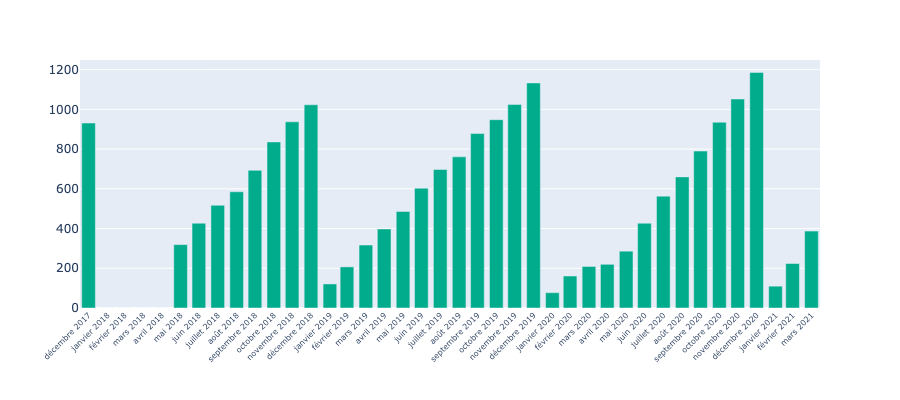 1200
1000
800
600
400
200
0
décembre 2017
janvier 2018
février 2018
mars 2018
avril 2018
mai 2018
juin 2018
juillet 2018
août 2018
septembre 2018
octobre 2018
novembre 2018
décembre 2018
janvier 2019
février 2019
mars 2019
avril 2019
mai 2019
juin 2019
juillet 2019
août 2019
septembre 2019
octobre 2019
novembre 2019
décembre 2019
janvier 2020
février 2020
mars 2020
avril 2020
mai 2020
juin 2020
juillet 2020
août 2020
septembre 2020
octobre 2020
novembre 2020
décembre 2020
janvier 2021
février 2021
mars 2021